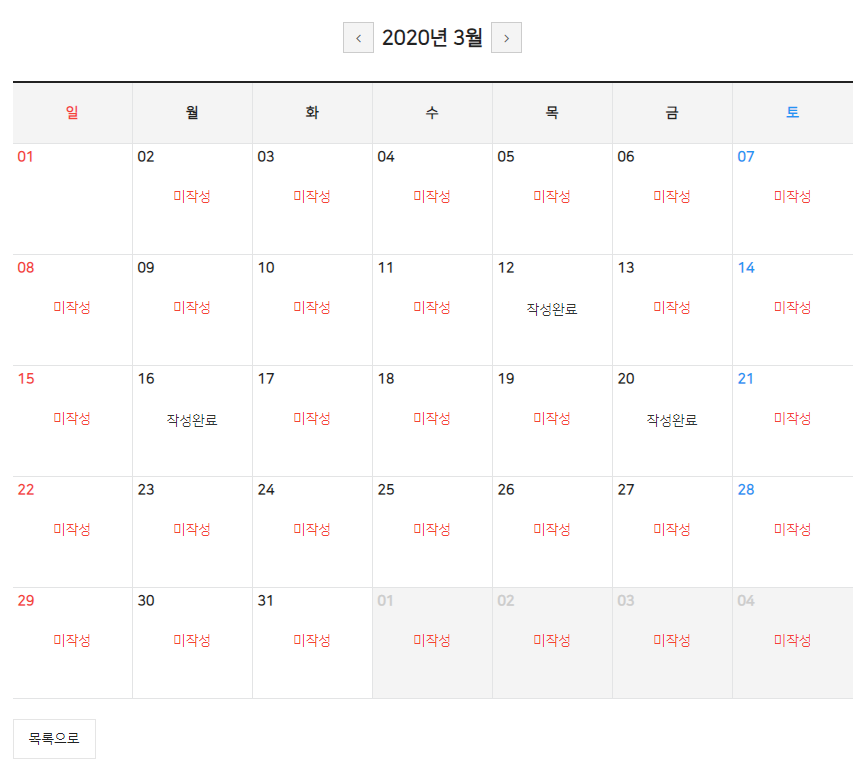 < 2020년 3월 >
일 월 화 수 목 금 토
01 02 03 04 05 06 07
미작성 미작성 미작성 미작성 미작성 미작성
08 09 10 11 12 13 14
미작성 미작성 미작성 미작성 작성완료 미작성 미작성
15 16 17 18 19 20 21
미작성 작성완료 미작성 미작성 미작성 작성완료 미작성
22 23 24 25 26 27 28
미작성 미작성 미작성 미작성 미작성 미작성 미작성
29 30 31 01 02 03 04
미작성 미작성 미작성 미작성 미작성 미작성 미작성
목록으로